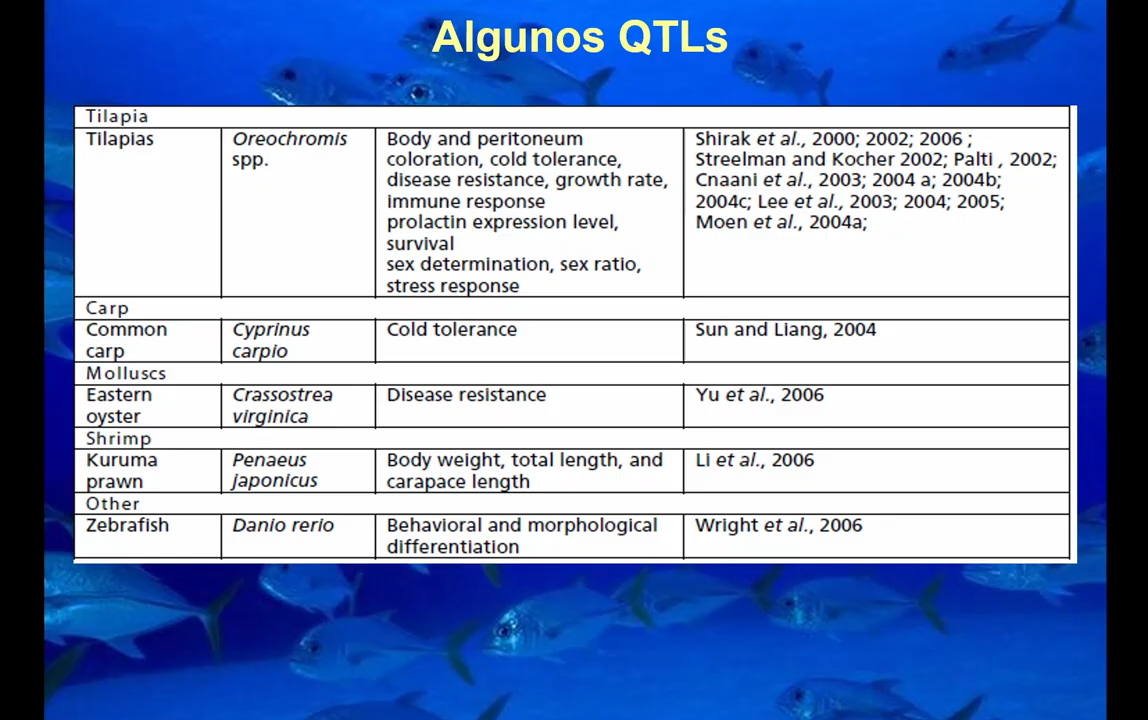 Algunos QTLs
Tilapia
Tilapias
Oreochromis
spp.
Body and peritoneum
coloration, cold tolerance,
disease resistance, growth rate,
immune response
prolactin expression level,
survival
sex determination, sex ratio,
stress response
Shirak et al., 2000; 2002; 2006 ;
Streelman and Kocher 2002; Palti , 2002;
Cnaani et al., 2003; 2004 a; 2004b;
2004c; Lee et al., 2003; 2004; 2005;
Moen et al., 2004a;
Carp
Common
carp
Cyprinus
carpio
Cold tolerance
Sun and Liang, 2004
Molluscs
Eastern
oyster
Crassostrea
virginica
Disease resistance
Yu et al., 2006
Shrimp
Kuruma
prawn
Penaeus
japonicus
Body weight, total length, and
carapace length
Li et al., 2006
Other
Zebrafish
Danio rerio
Behavioral and morphological
differentiation
Wright et al., 2006